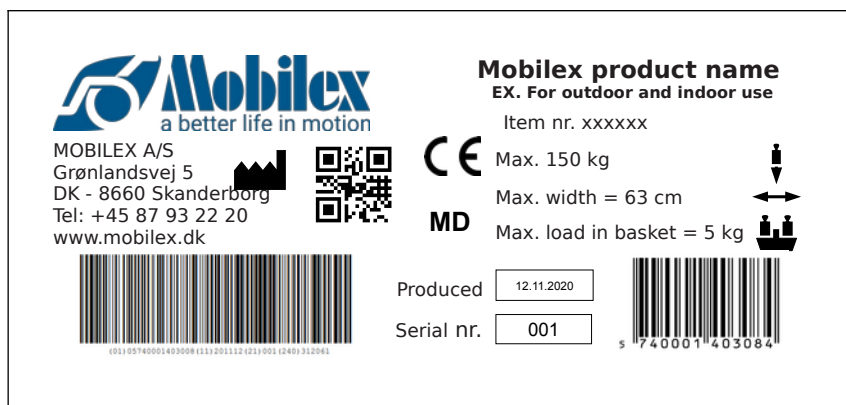 Mobilex
a better life in motion
MOBILEX A/S
Grønlandsvej 5
DK - 8660 Skanderborg
Tel: +45 87 93 22 20
www.mobilex.dk
(01) 05740001403008 (11) 201112 (21) 001 (240) 312061
Mobilex product name
EX. For outdoor and indoor use
Item nr. xxxxxx
CE
Max. 150 kg
Max. width = 63 cm
MD
Max. load in basket = 5 kg
Produced 12.11.2020
Serial nr. 001
5 740001 403084